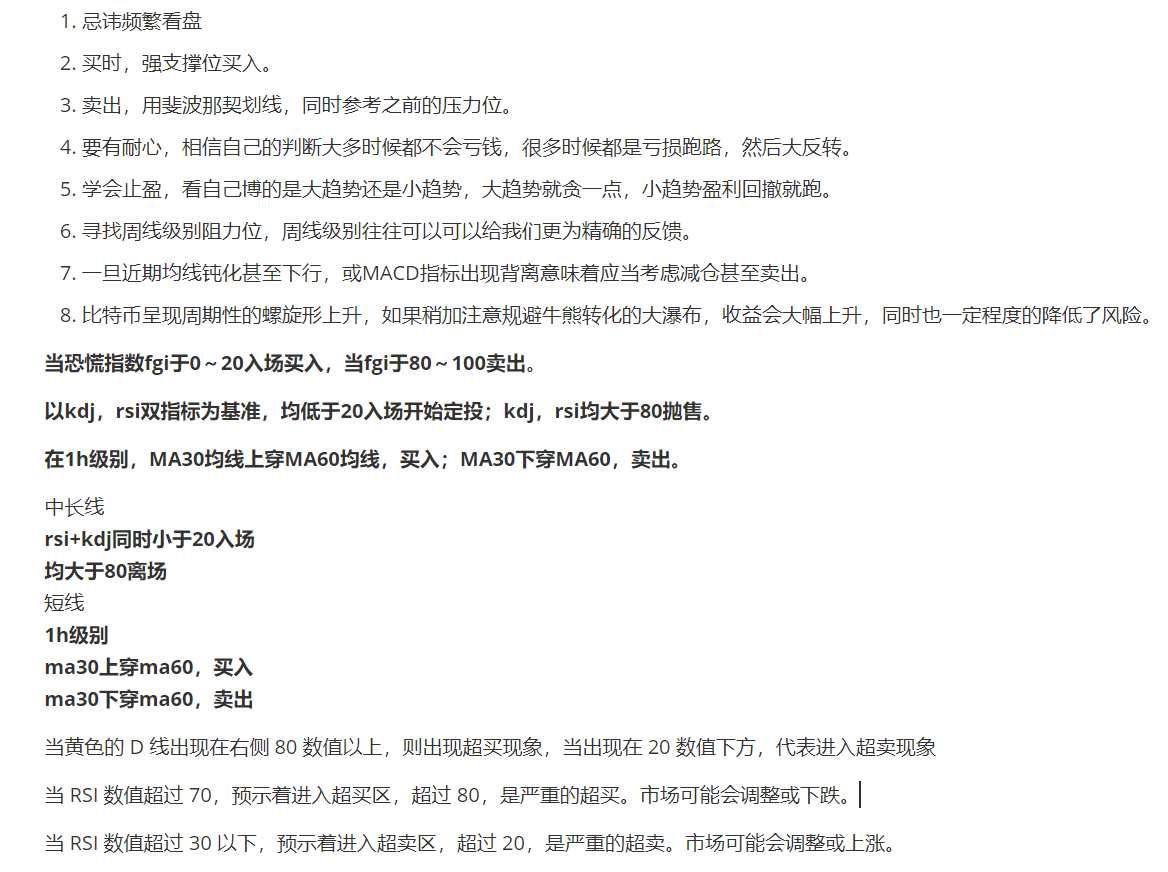 1. 忌讳频繁看盘
2. 买时，强支撑位买入。
3. 卖出，用斐波那契划线，同时参考之前的压力位。
4. 要有耐心，相信自己的判断大多时候都不会亏钱，很多时候都是亏损跑路，然后大反转。
5. 学会止盈，看自己博的是大趋势还是小趋势，大趋势就贪一点，小趋势盈利回撤就跑。
6. 寻找周线级别阻力位，周线级别往往可以可以给我们更为精确的反馈。
7. 一旦近期均线钝化甚至下行，或MACD指标出现背离意味着应当考虑减仓甚至卖出。
8. 比特币呈现周期性的螺旋形上升，如果稍加注意规避牛熊转化的大瀑布，收益会大幅上升，同时也一定程度的降低了风险。
当恐慌指数fgi于0～20入场买入，当fgi于80～100卖出。
以kdj，rsi双指标为基准，均低于20入场开始定投；kdj，rsi均大于80抛售。
在1h级别，MA30均线上穿MA60均线，买入；MA30下穿MA60，卖出。
中长线
rsi+kdj同时小于20入场
均大于80离场
短线
1h级别
ma30上穿ma60，买入
ma30下穿ma60，卖出
当黄色的 D 线出现在右侧 80 数值以上，则出现超买现象，当出现在 20 数值下方，代表进入超卖现象
当 RSI 数值超过 70，预示着进入超买区，超过 80，是严重的超买。市场可能会调整或下跌。
当 RSI 数值超过 30 以下，预示着进入超卖区，超过 20，是严重的超卖。市场可能会调整或上涨。